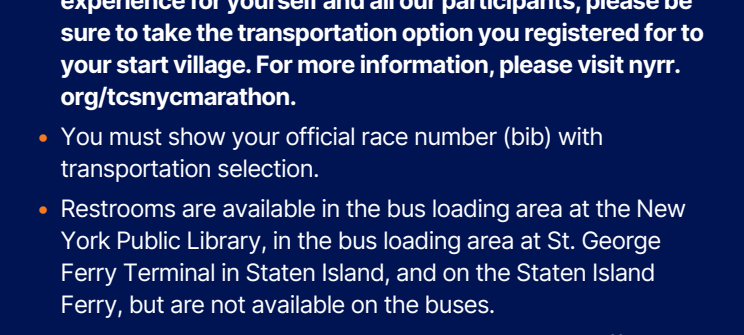 experience for yourself and all our participants, please be
sure to take the transportation option you registered for to
your start village. For more information, please visit nyrr.
org/tcsnycmarathon.
• You must show your official race number (bib) with
transportation selection.
• Restrooms are available in the bus loading area at the New
York Public Library, in the bus loading area at St. George
Ferry Terminal in Staten Island, and on the Staten Island
Ferry, but are not available on the buses.